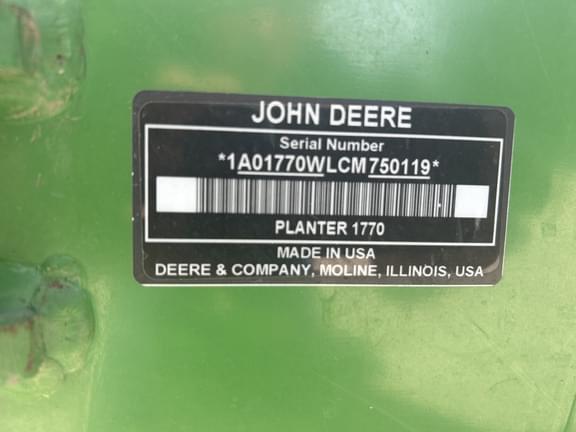 JOHN DEERE
Serial Number
*1A01770WLCM750119*
PLANTER 1770
MADE IN USA
DEERE & COMPANY, MOLINE, ILLINOIS, USA